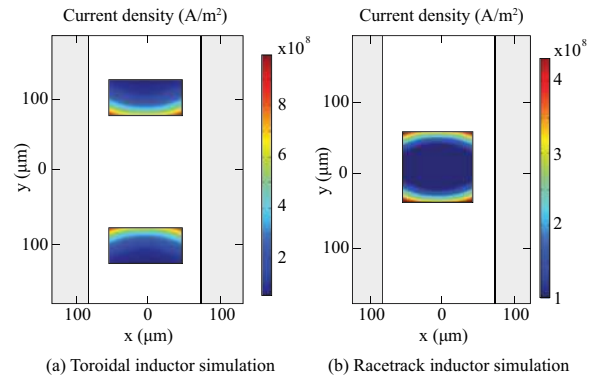 Current density (A/m²)
x10⁸
8
6
4
2
100
0
100
y (μm)
100
0
100
x (μm)
(a) Toroidal inductor simulation
Current density (A/m²)
x10⁸
4
3
2
1
100
0
100
y (μm)
100
0
100
x (μm)
(b) Racetrack inductor simulation